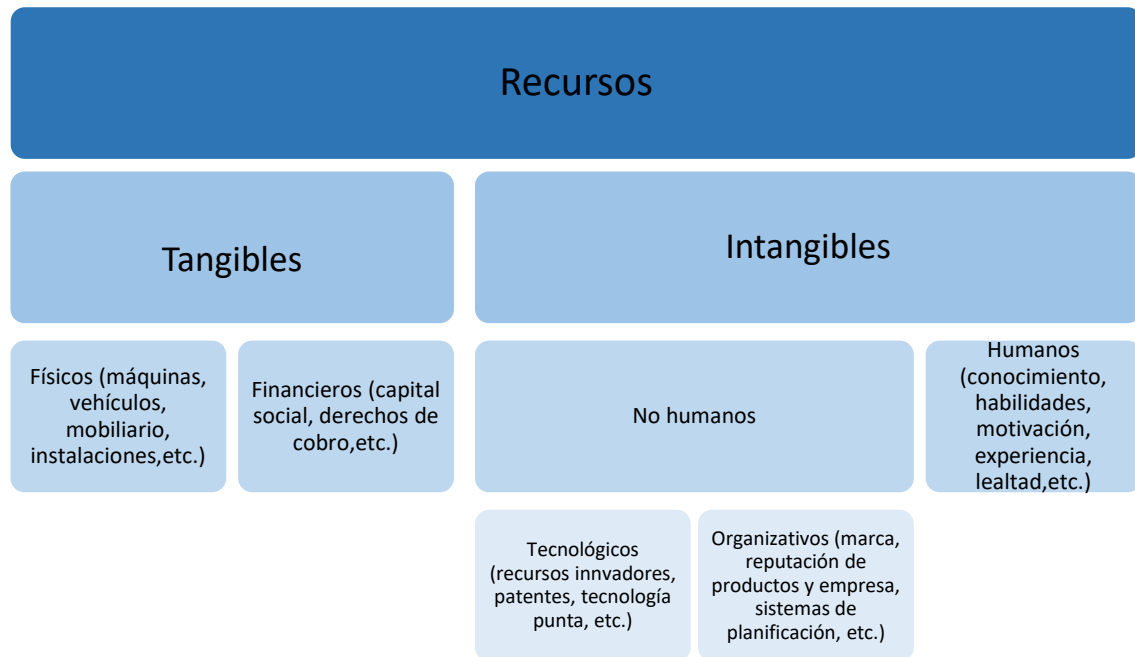 Recursos
Tangibles
Intangibles
Físicos (máquinas,
vehículos,
mobiliario,
instalaciones,etc.)
Financieros (capital
social, derechos de
cobro,etc.)
No humanos
Humanos
(conocimiento,
habilidades,
motivación,
experiencia,
lealtad,etc.)
Tecnológicos
(recursos innvadores,
patentes, tecnología
punta, etc.)
Organizativos (marca,
reputación de
productos y empresa,
sistemas de
planificación, etc.)